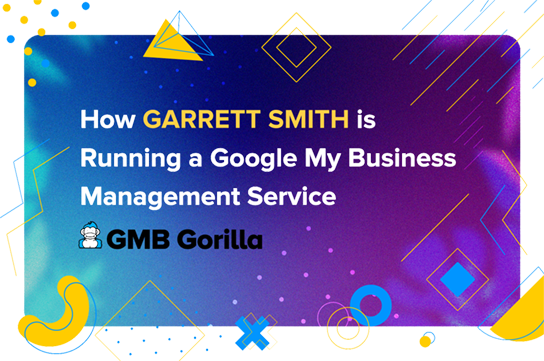 How GARRETT SMITH is
Running a Google My Business
Management Service
GMB Gorilla